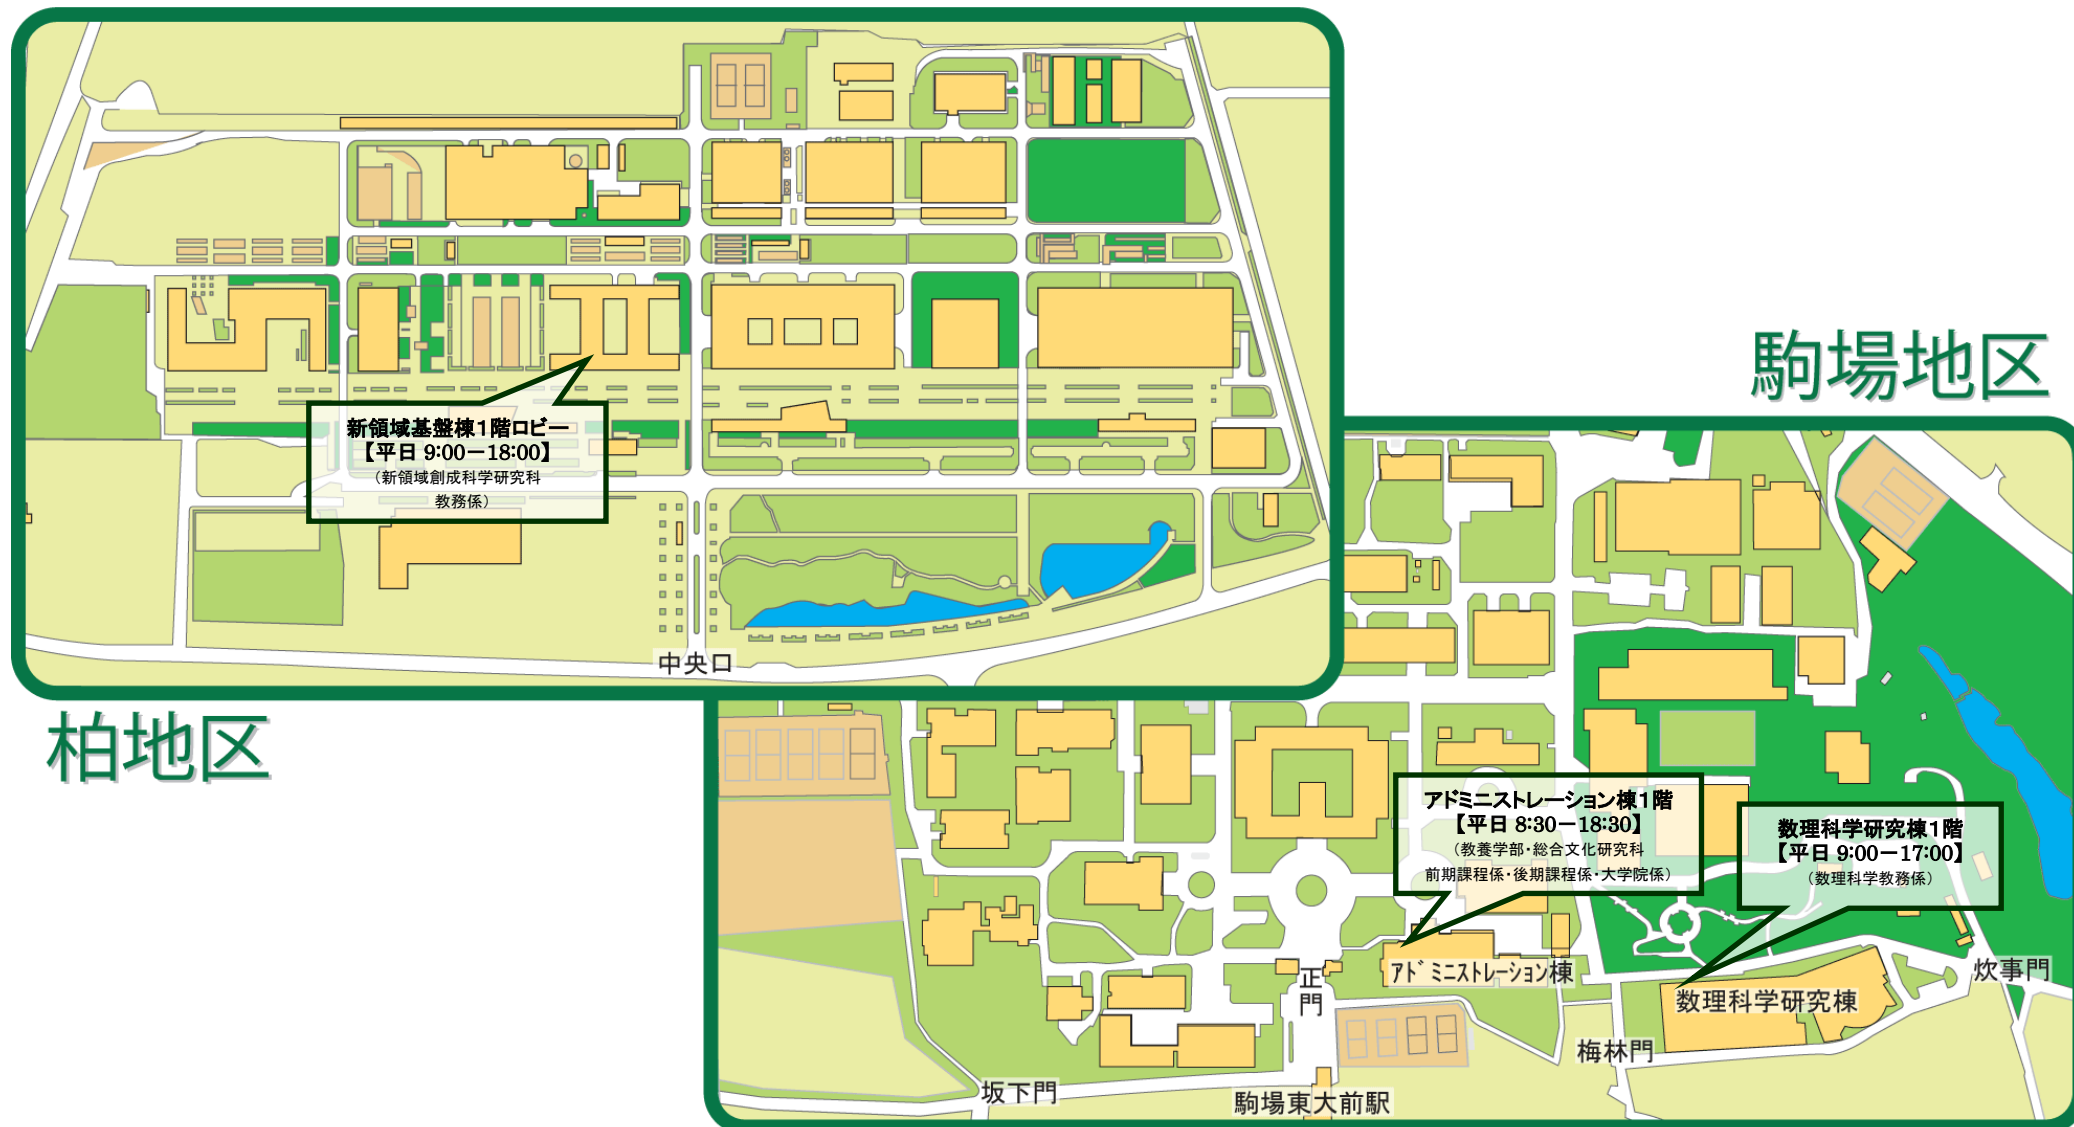 新領域基盤棟1階ロビー
【平日 9:00－18:00】
（新領域創成科学研究科
教務係）
中央口
柏地区
駒場地区
アドミニストレーション棟1階
【平日 8:30－18:30】
（教養学部・総合文化研究科
前期課程係・後期課程係・大学院係）
数理科学研究棟1階
【平日 9:00－17:00】
（数理科学教務係）
ｱﾄﾞﾐﾆｽﾄﾚｰｼｮﾝ棟
正門
数理科学研究棟
炊事門
梅林門
坂下門
駒場東大前駅